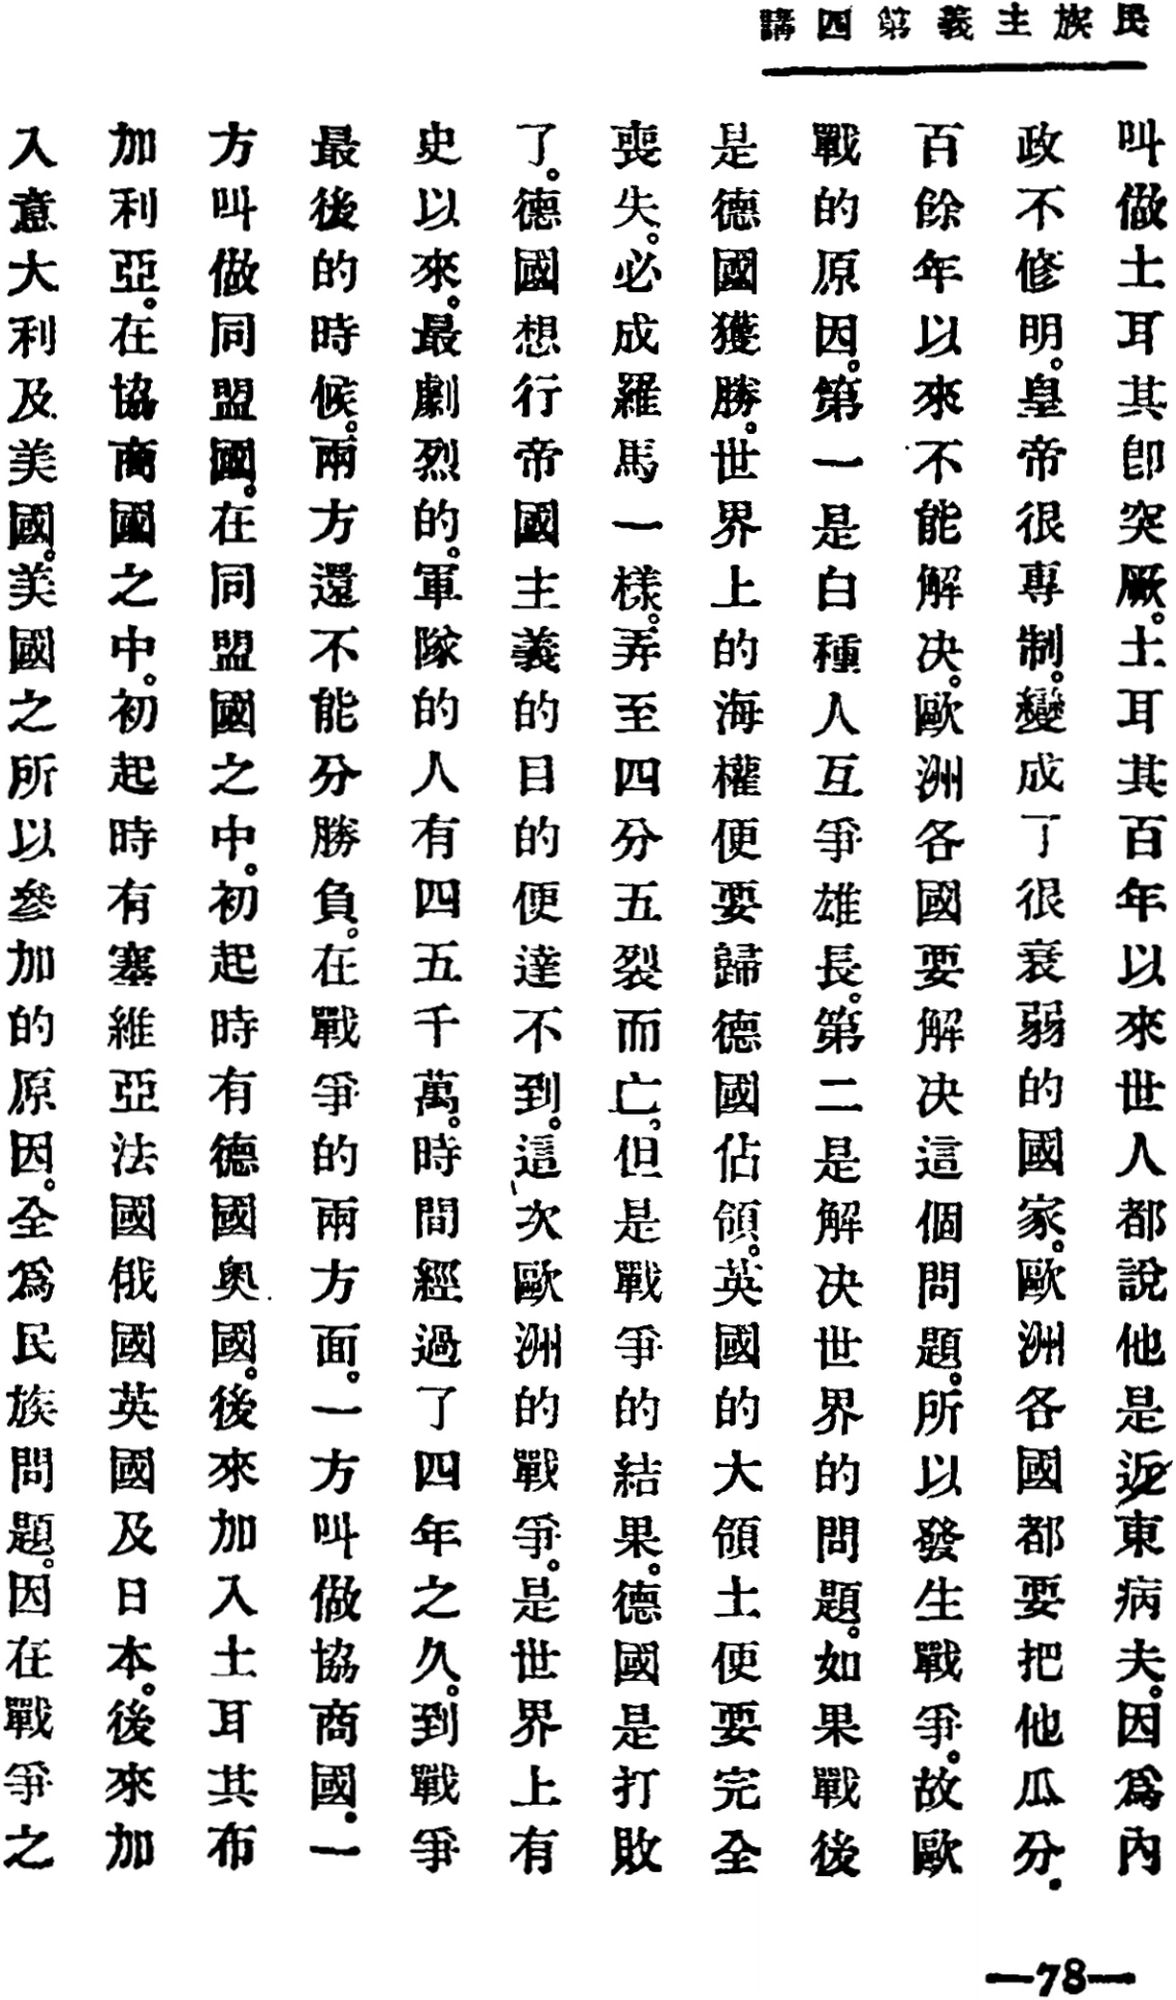 民族主義第四講
叫做土耳其卽突厥。土耳其百年以來世人都說他是近東病夫。因爲內
政不修明。皇帝很專制。變成了很衰弱的國家。歐洲各國都要把他瓜分。
百餘年以來不能解決。歐洲各國要解决這個問題。所以發生戰爭。故歐
戰的原因。第一是白種人互爭雄長。第二是解決世界的問題。如果戰後
是德國獲勝。世界上的海權便要歸德國佔領。英國的大領土便要完全
喪失。必成羅馬一樣。弄至四分五裂而亡。但是戰爭的結果。德國是打敗
了。德國想行帝國主義的目的便達不到。這次歐洲的戰爭。是世界上有
史以來。最劇烈的。軍隊的人有四五千萬。時間經過了四年之久。到戰爭
最後的時候。兩方還不能分勝負。在戰爭的兩方面。一方叫做協商國。一
方叫做同盟國。在同盟國之中。初起時有德國奥國。後來加入土耳其布
加利亞。在協商國之中。初起時有塞維亞法國俄國英國及日本。後來加
入意大利及美國。美國之所以參加的原因。全爲民族問題。因在戰爭之
—78—